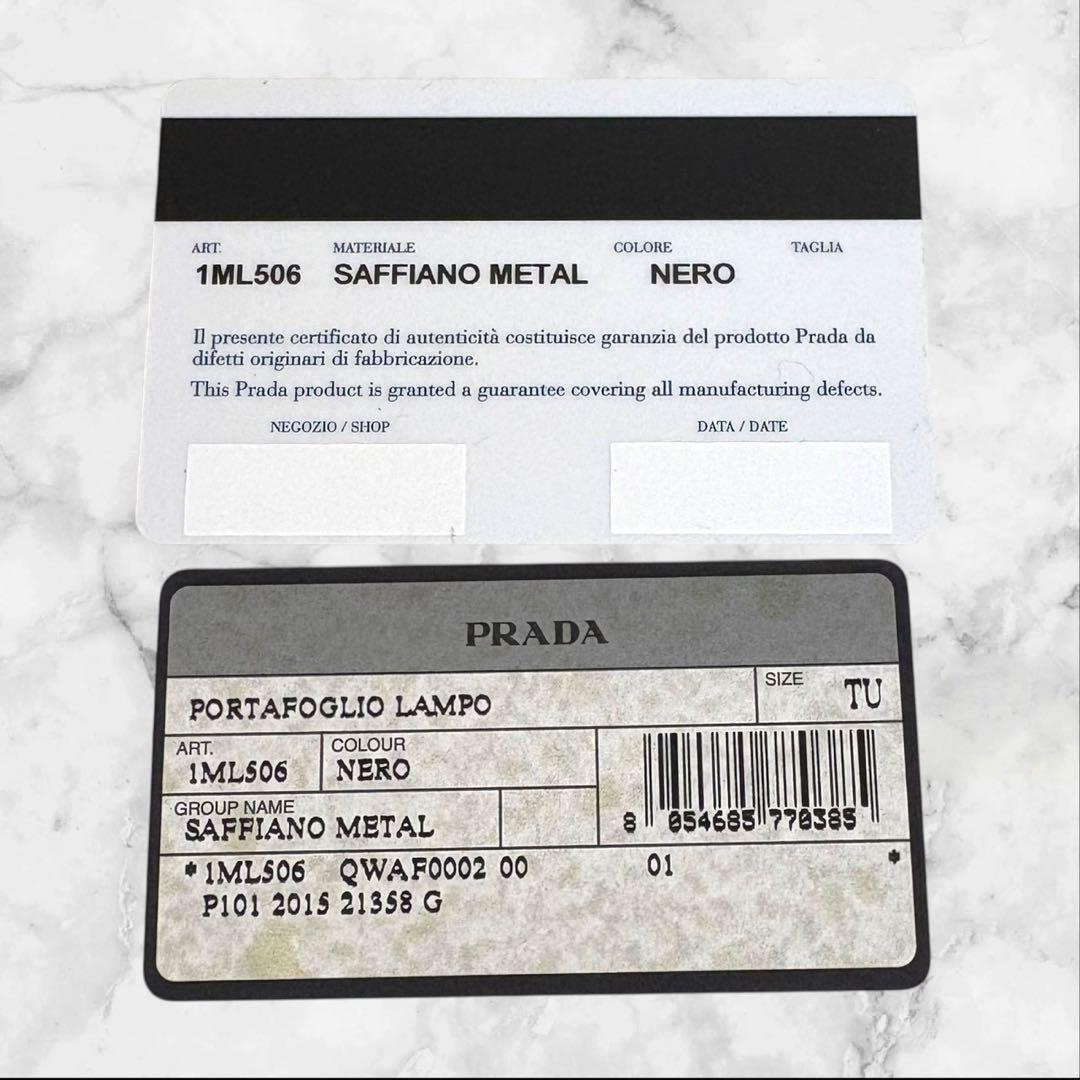 ART. MATERIALE COLORE TAGLIA
1ML506 SAFFIANO METAL NERO
Il presente certificato di autenticità costituisce garanzia del prodotto Prada da
difetti originari di fabbricazione.
This Prada product is granted a guarantee covering all manufacturing defects.
NEGOZIO / SHOP DATA / DATE
PRADA
PORTAFOGLIO LAMPO
SIZE TU
ART. COLOUR
1ML506 NERO
GROUP NAME
SAFFIANO METAL
8 054685 770385
*1ML506 QWAF0002 00 01 *
P101 2015 21358 G